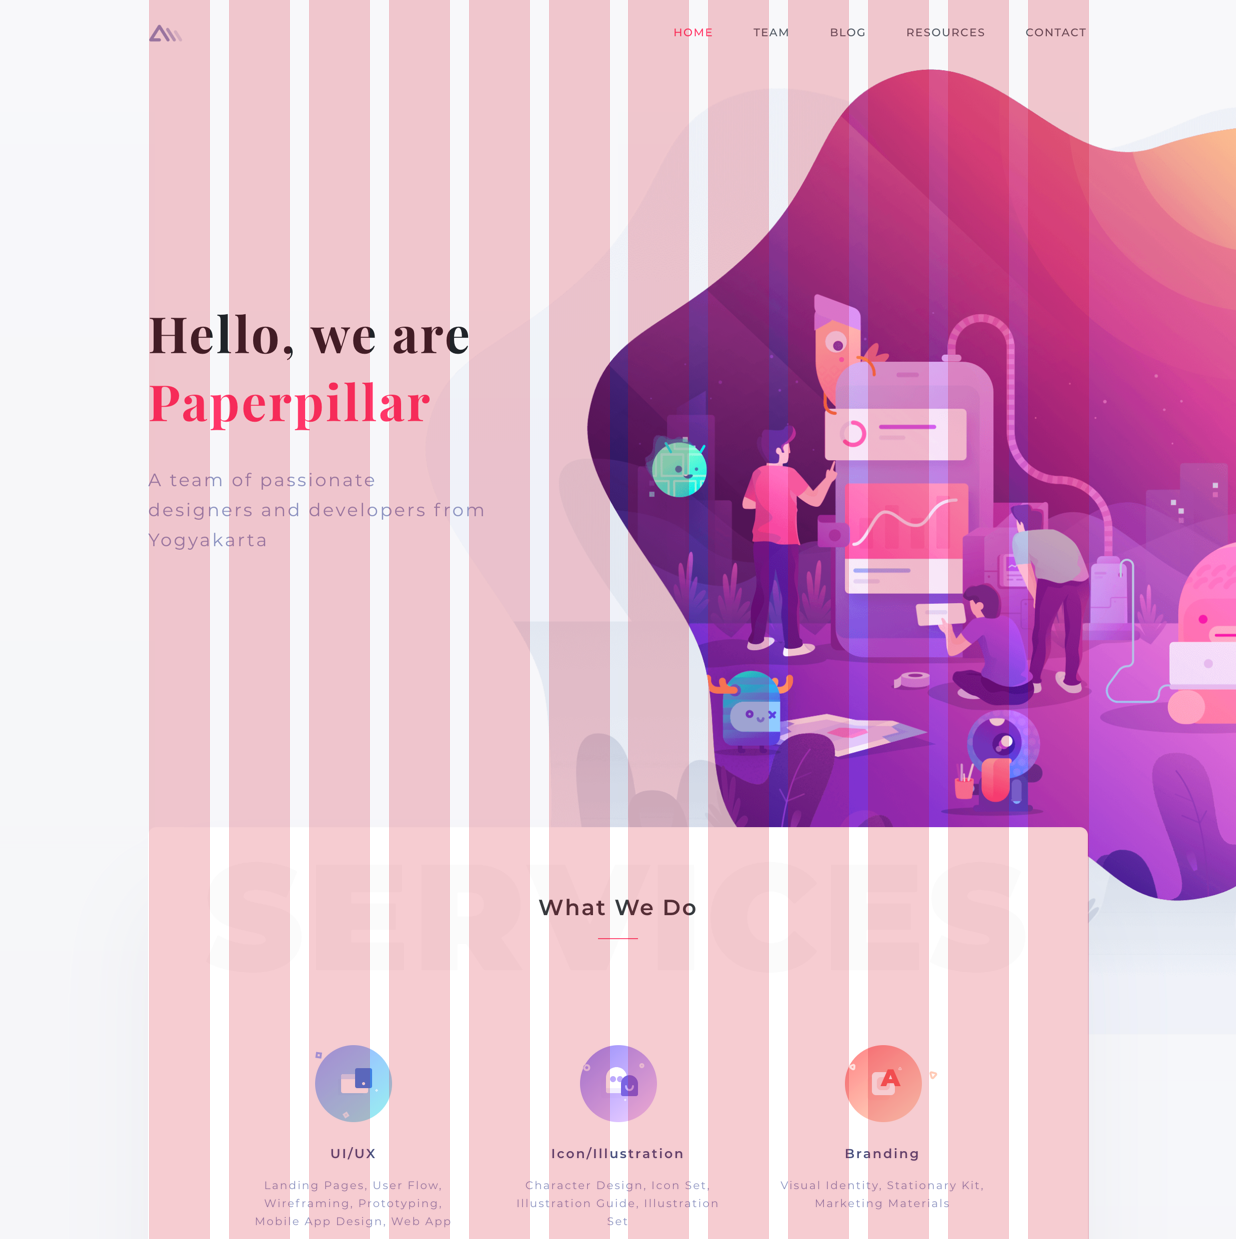 HOME TEAM BLOG RESOURCES CONTACT
Hello, we are
Paperpillar
A team of passionate
designers and developers from
Yogyakarta
SERVICES
What We Do
A
UI/UX
Landing Pages, User Flow,
Wireframing, Prototyping,
Mobile App Design, Web App
Icon/Illustration
Character Design, Icon Set,
Illustration Guide, Illustration
Set
Branding
Visual Identity, Stationary Kit,
Marketing Materials